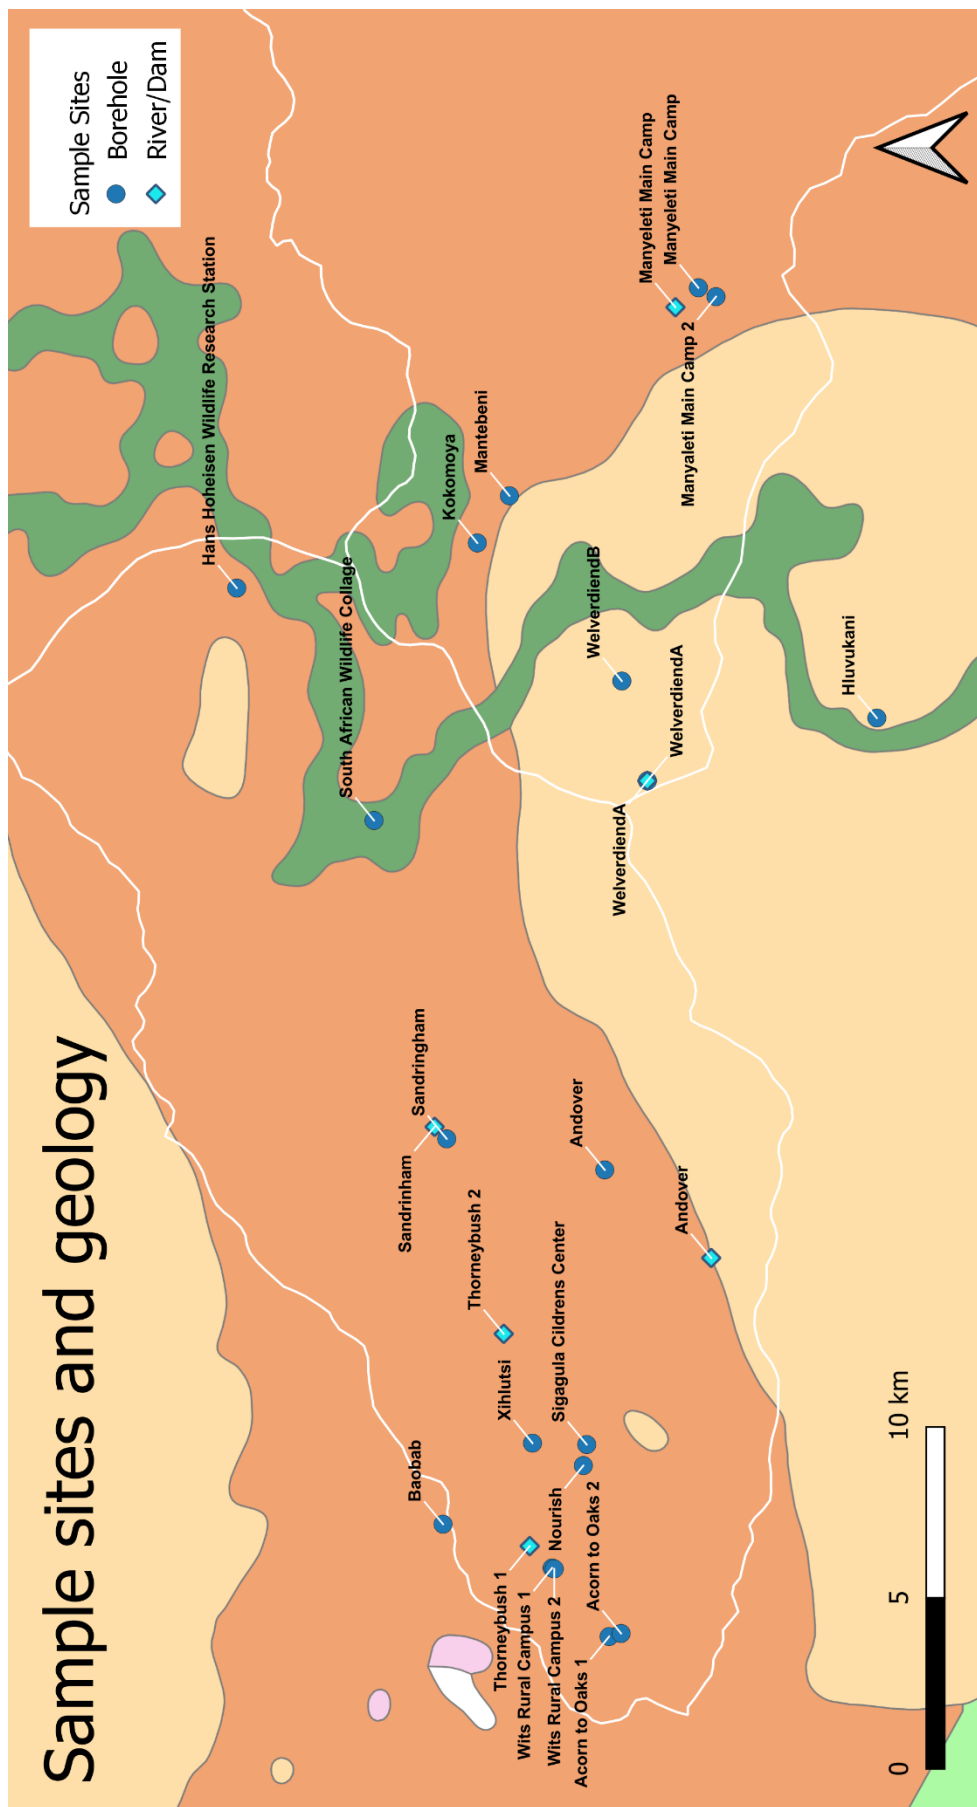 Sample sites and geology
Sample Sites
Borehole
River/Dam
Hans Hoheisen Wildlife Research Station
South African Wildlife Collage
Kokomoya
Mantebeni
Manyeleti Main Camp
Manyeleti Main Camp
Manyaleti Main Camp 2
WelverdiendB
WelverdiendA
WelverdiendA
Hluvukani
Sandringham
Sandrinham
Andover
Andover
Thorneybush 2
Xihlutsi
Sigagula Cildrens Center
Baobab
Nourish
Thorneybush 1
Wits Rural Campus 1
Wits Rural Campus 2
Acorn to Oaks 2
Acorn to Oaks 1
0 5 10 km